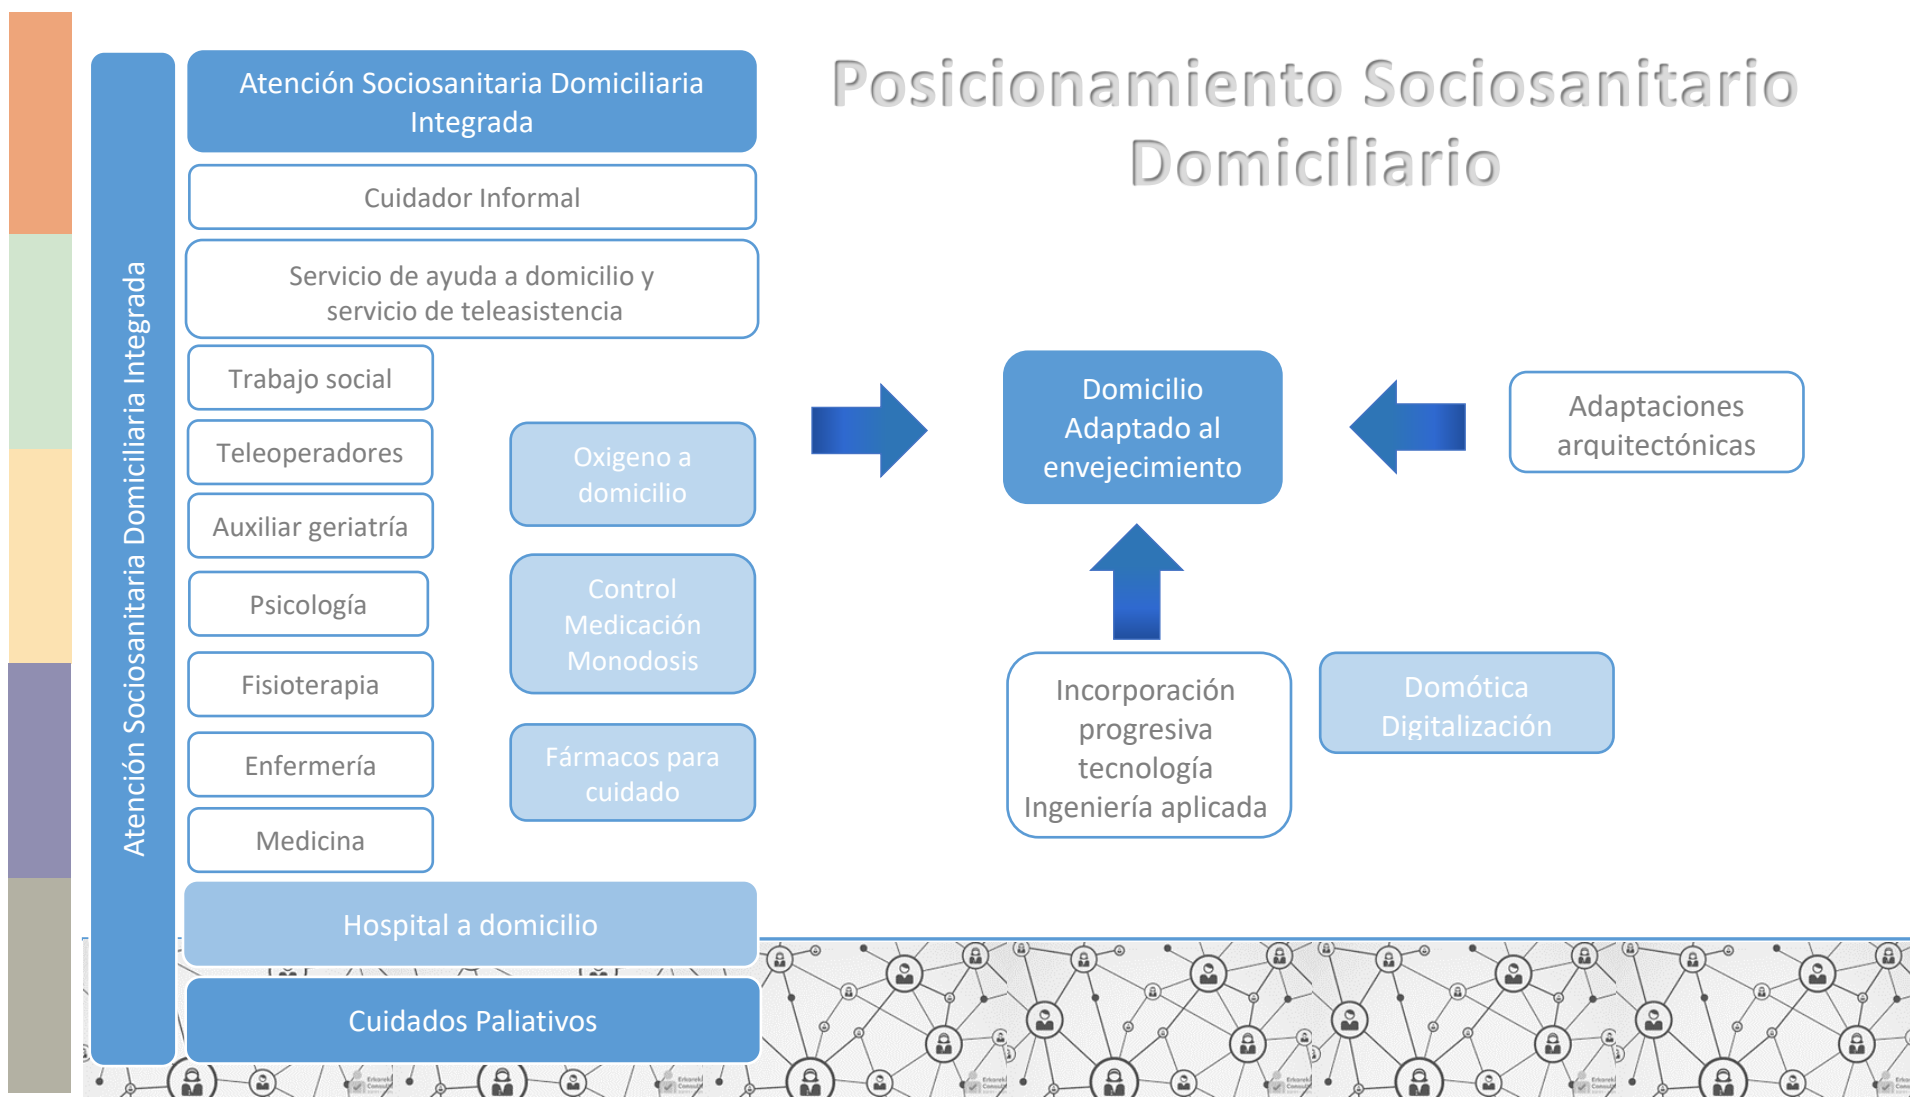 Posicionamiento Sociosanitario
Domiciliario
Atención Sociosanitaria Domiciliaria Integrada
Atención Sociosanitaria Domiciliaria
Integrada
Cuidador Informal
Servicio de ayuda a domicilio y
servicio de teleasistencia
Trabajo social
Teleoperadores
Auxiliar geriatría
Psicología
Fisioterapia
Enfermería
Medicina
Oxigeno a
domicilio
Control
Medicación
Monodosis
Fármacos para
cuidado
Hospital a domicilio
Cuidados Paliativos
Domicilio
Adaptado al
envejecimiento
Adaptaciones
arquitectónicas
Incorporación
progresiva
tecnología
Ingeniería aplicada
Domótica
Digitalización